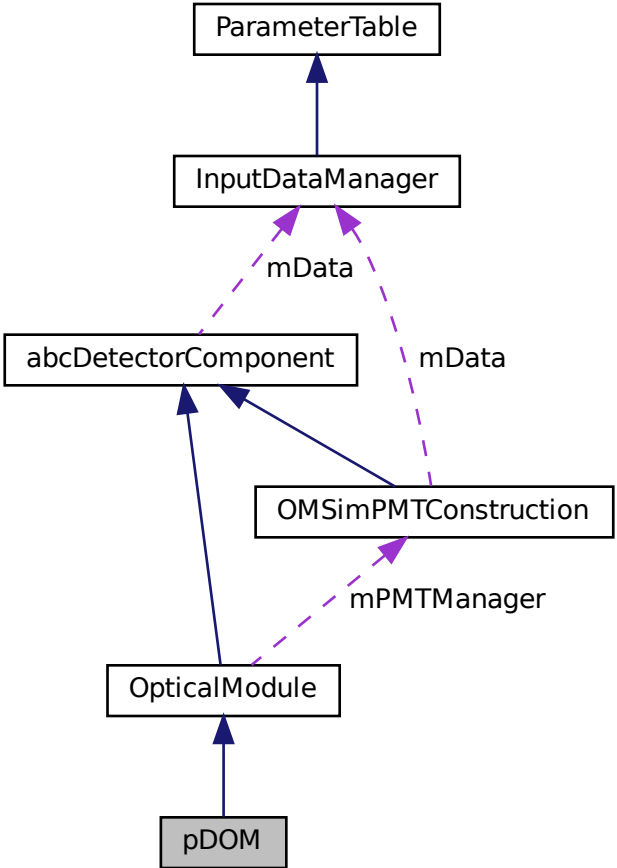 ParameterTable
InputDataManager
mData
abcDetectorComponent
mData
OMSimPMTConstruction
mPMTManager
OpticalModule
pDOM